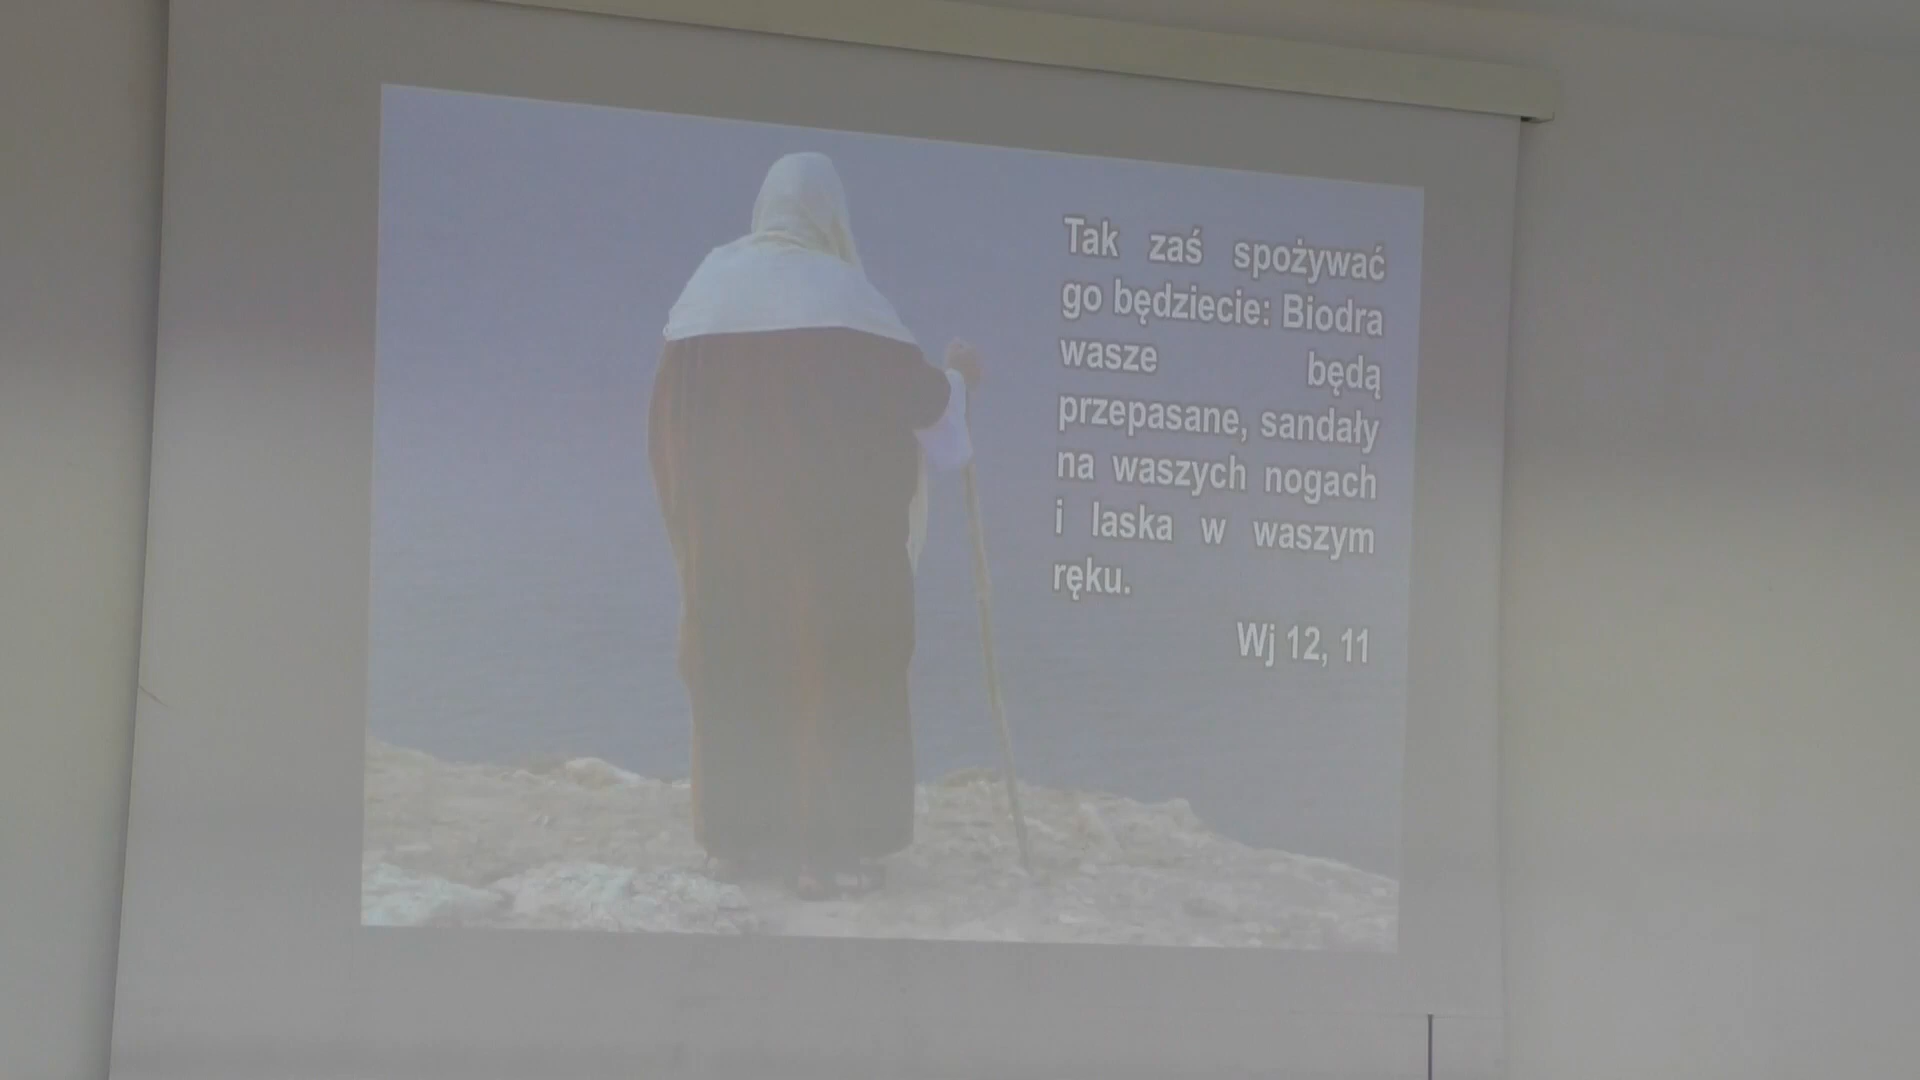 Tak zaś spożywać
go będziecie: Biodra
wasze będą
przepasane, sandały
na waszych nogach
i laska w waszym
ręku.
Wj 12, 11